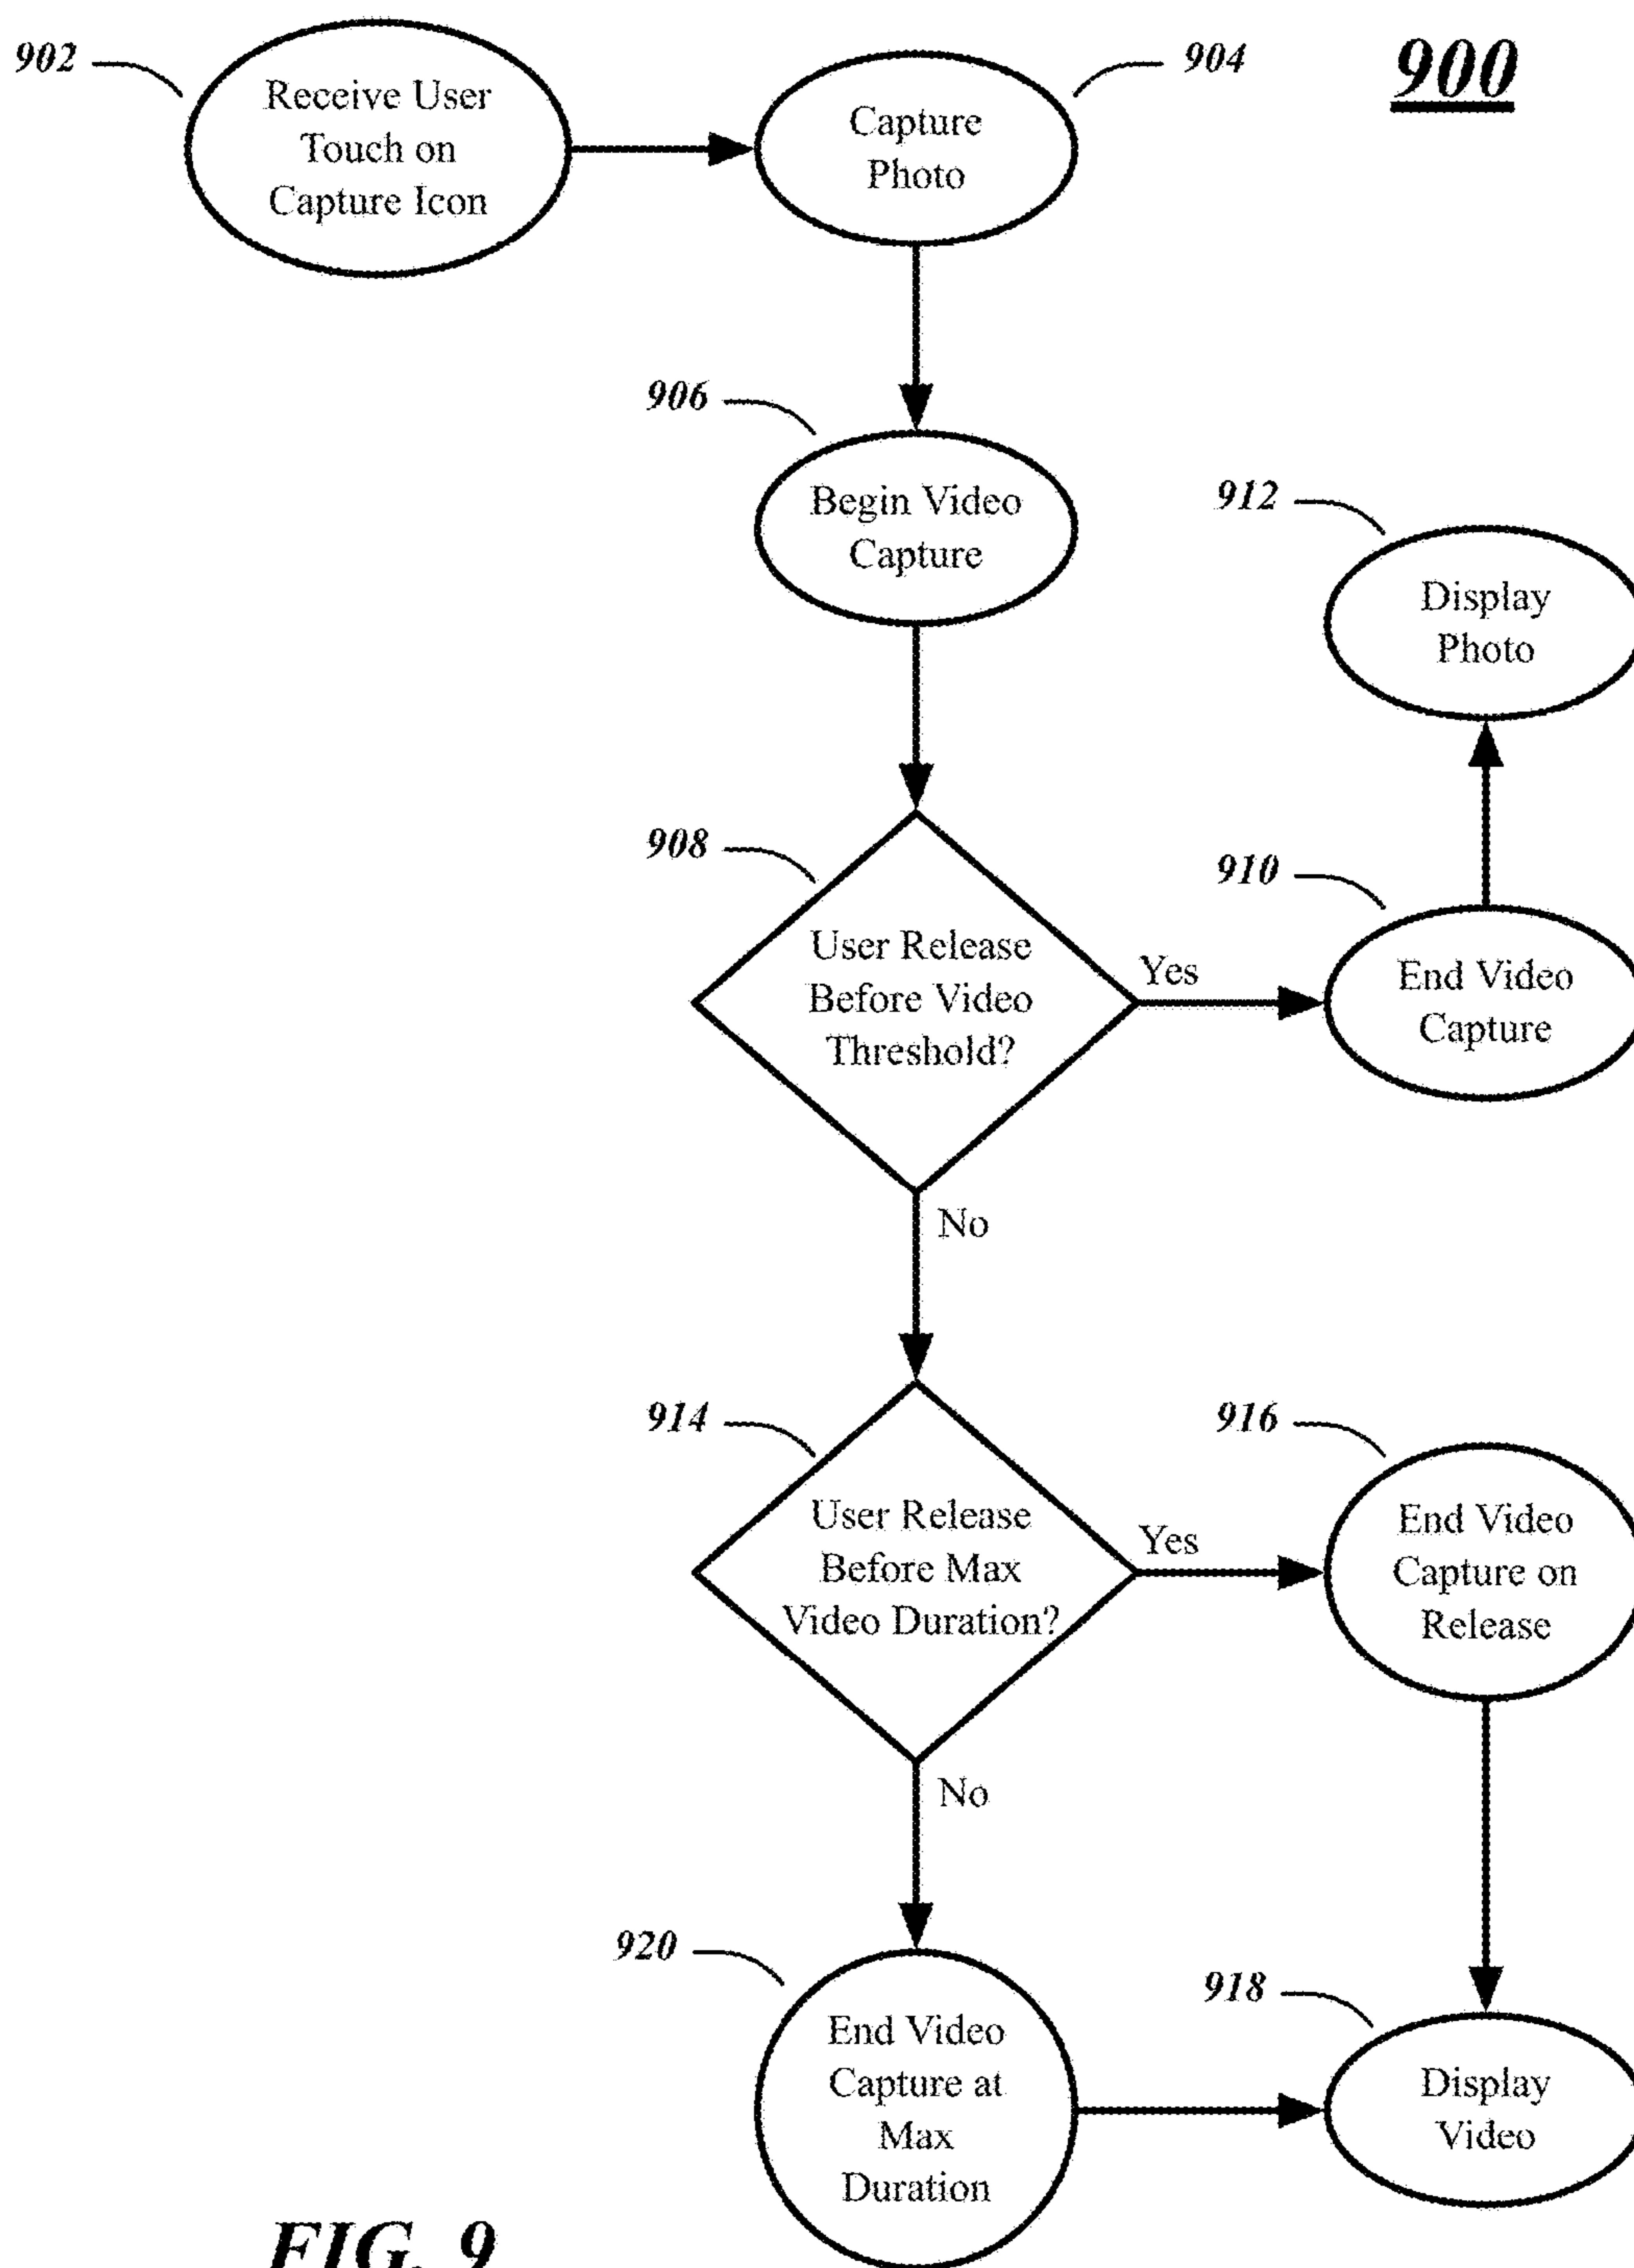 902
Receive User
Touch on
Capture Icon
904
Capture
Photo
900
906
Begin Video
Capture
912
Display
Photo
908
User Release
Before Video
Threshold?
Yes
910
End Video
Capture
No
914
User Release
Before Max
Video Duration?
Yes
916
End Video
Capture on
Release
No
920
End Video
Capture at
Max
Duration
918
Display
Video
FIG. 9